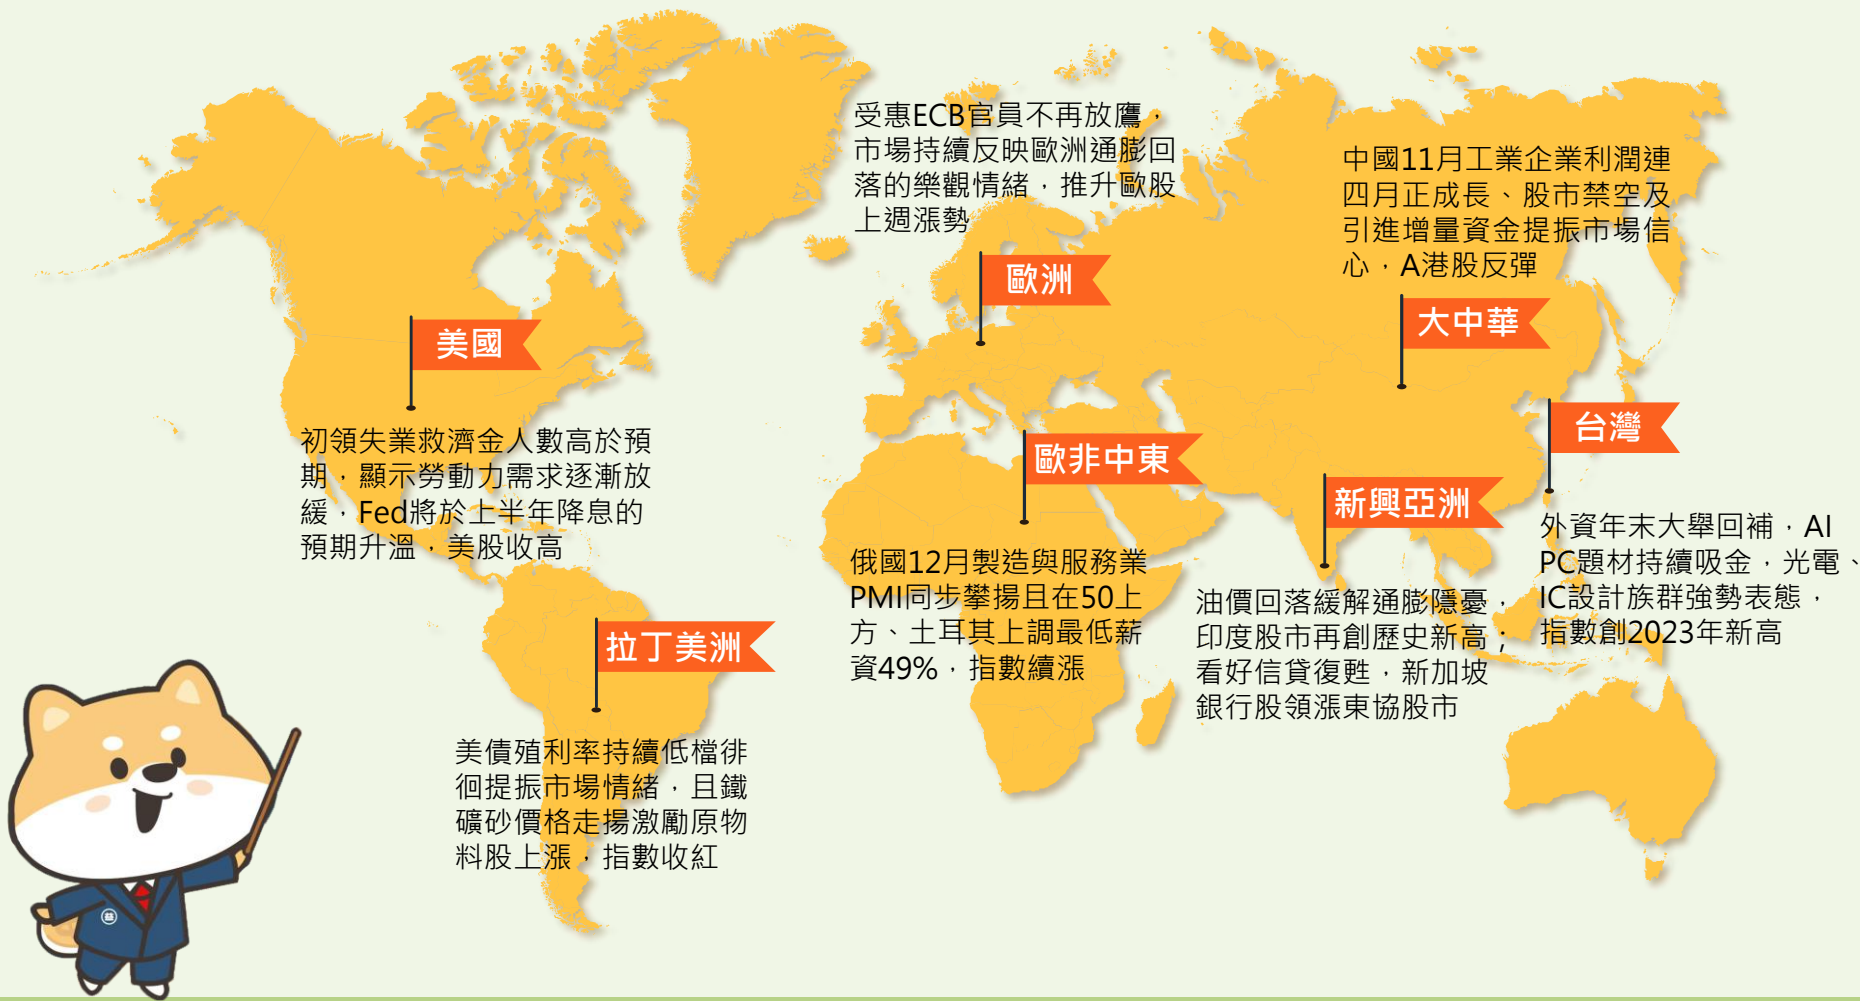 受惠ECB官員不再放鷹，
市場持續反映歐洲通膨回
落的樂觀情緒，推升歐股
上週漲勢
歐洲
中國11月工業企業利潤連
四月正成長、股市禁空及
引進增量資金提振市場信
心，A港股反彈
大中華
美國
初領失業救濟金人數高於預
期，顯示勞動力需求逐漸放
緩，Fed將於上半年降息的
預期升溫，美股收高
歐非中東
俄國12月製造與服務業
PMI同步攀揚且在50上
方、土耳其上調最低薪
資49%，指數續漲
新興亞洲
油價回落緩解通膨隱憂，
印度股市再創歷史新高；
看好信貸復甦，新加坡
銀行股領漲東協股市
台灣
外資年末大舉回補，AI
PC題材持續吸金，光電、
IC設計族群強勢表態，
指數創2023年新高
拉丁美洲
美債殖利率持續低檔徘
徊提振市場情緒，且鐵
礦砂價格走揚激勵原物
料股上漲，指數收紅